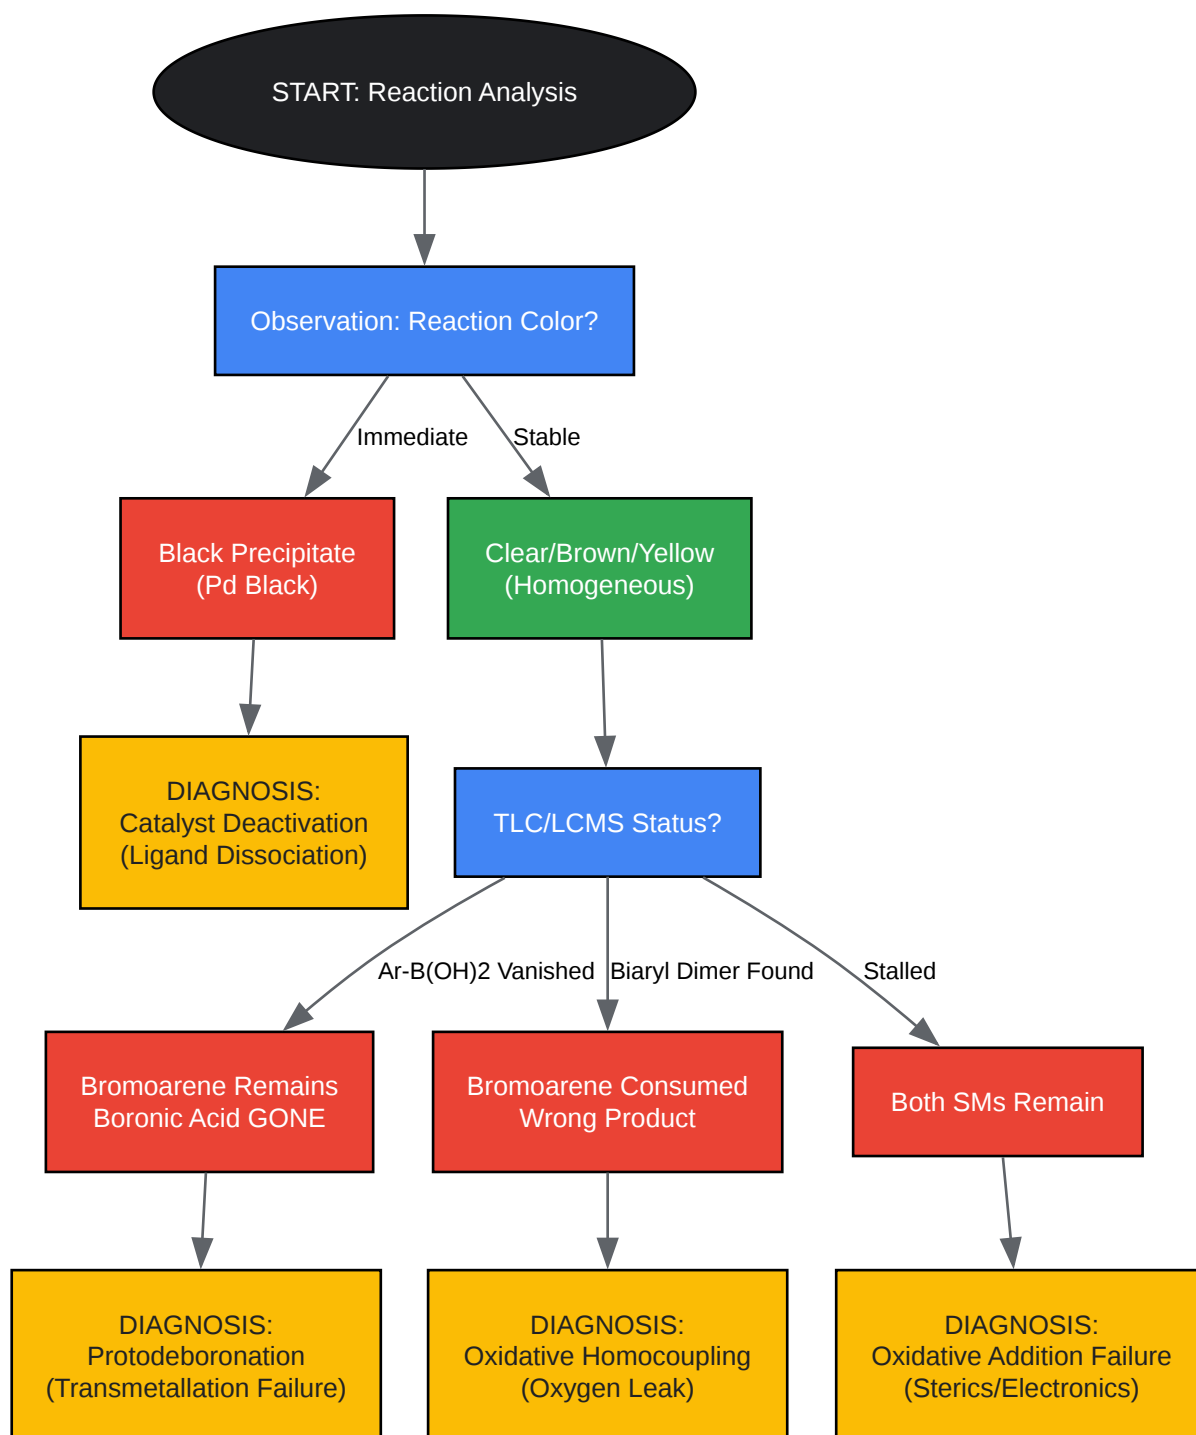 START: Reaction Analysis
Observation: Reaction Color?
Immediate
Stable
Black Precipitate
(Pd Black)
Clear/Brown/Yellow
(Homogeneous)
DIAGNOSIS:
Catalyst Deactivation
(Ligand Dissociation)
TLC/LCMS Status?
Ar-B(OH)2 Vanished
Biaryl Dimer Found
Stalled
Bromoarene Remains
Boronic Acid GONE
Bromoarene Consumed
Wrong Product
Both SMs Remain
DIAGNOSIS:
Protodeboronation
(Transmetallation Failure)
DIAGNOSIS:
Oxidative Homocoupling
(Oxygen Leak)
DIAGNOSIS:
Oxidative Addition Failure
(Sterics/Electronics)